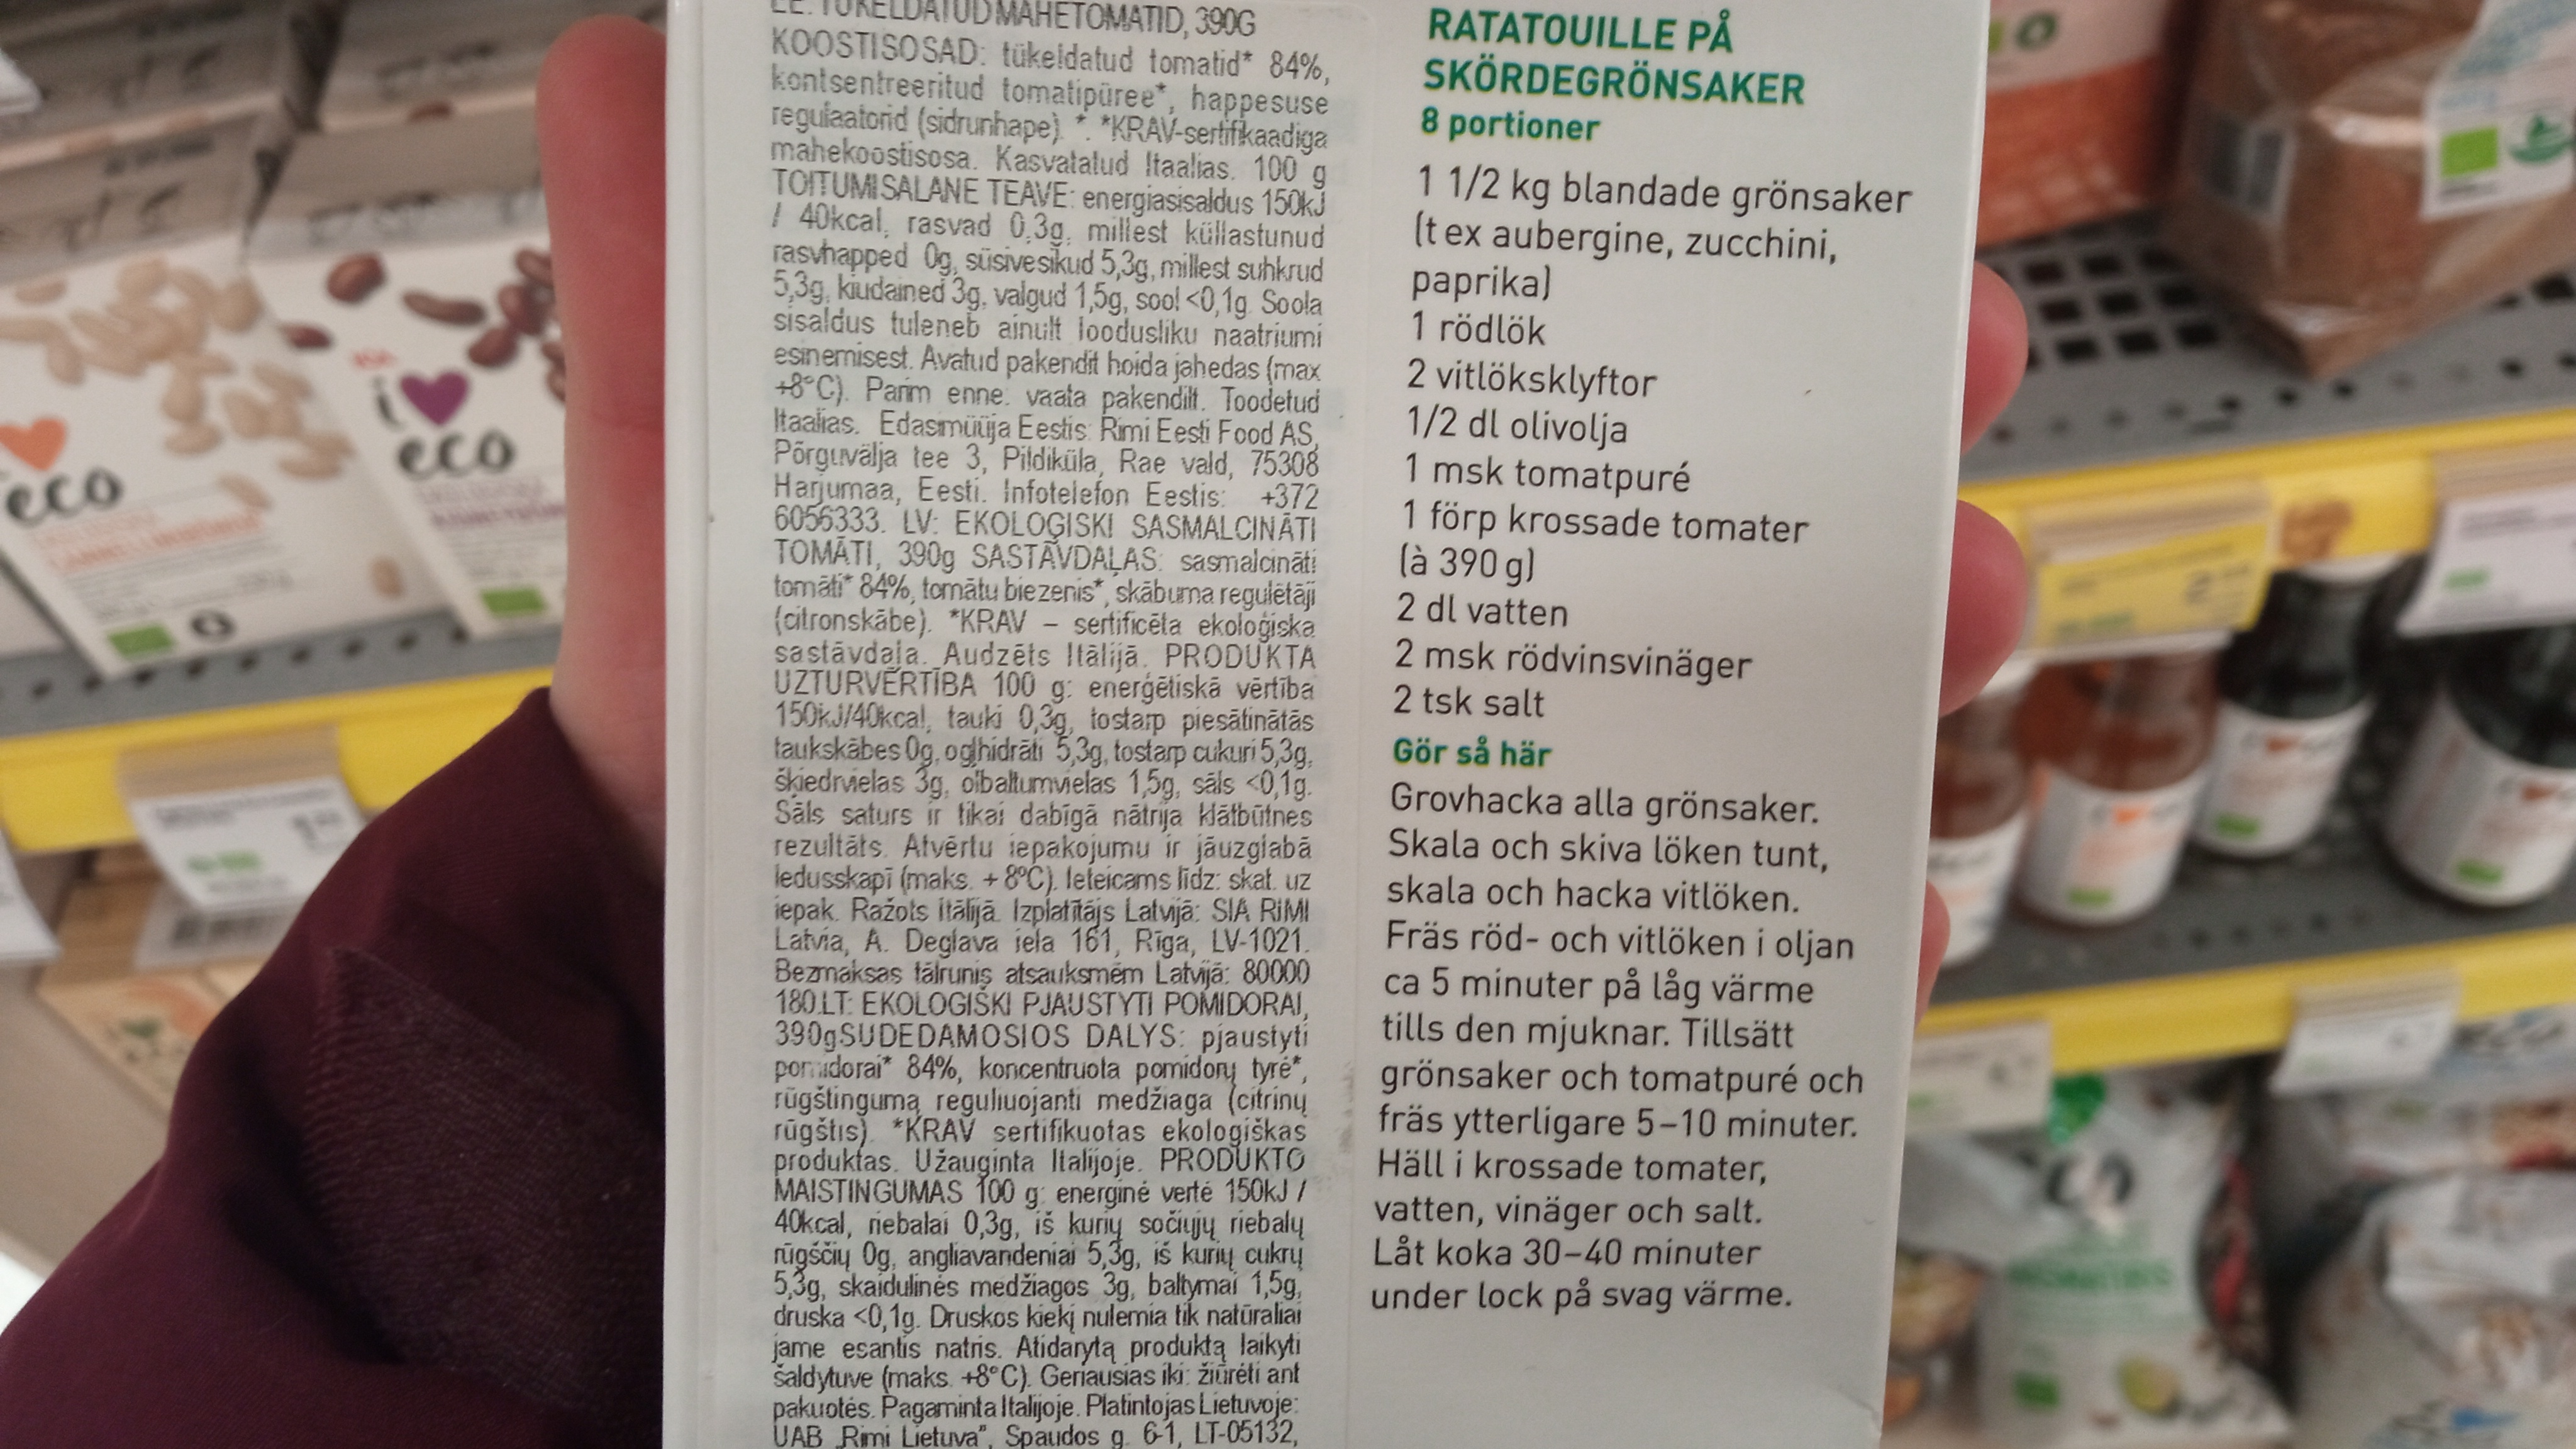 EE: TÜKELDATUD MAHETOMATID, 390G
KOOSTISOSAD: tükeldatud tomatid* 84%,
kontsentreeritud tomatipüree*, happesuse
regulaatorid (sidrunhape). *. *KRAV-sertifikaadiga
mahekoostisosa. Kasvatatud Itaalias. 100 g
TOITUMISALANE TEAVE: energiasisaldus 150kJ
/ 40kcal, rasvad 0,3g, millest küllastunud
rasvhapped 0g, süsivesikud 5,3g, millest suhkrud
5,3g, kiudained 3g, valgud 1,5g, sool <0,1g. Soola
sisaldus tuleneb ainult loodusliku naatriumi
esinemisest. Avatud pakendit hoida jahedas (max
+8°C). Parim enne: vaata pakendilt. Toodetud
Itaalias. Edasimüüja Eestis: Rimi Eesti Food AS,
Põrguvälja tee 3, Pildiküla, Rae vald, 75308
Harjumaa, Eesti. Infotelefon Eestis: +372
6056333. LV: EKOLOĢISKI SASMALCINĀTI
TOMĀTI, 390g SASTĀVDAĻAS: sasmalcināti
tomāti* 84%, tomātu biezenis*, skābuma regulētāji
(citronskābe). *KRAV – sertificēta ekoloģiska
sastāvdaļa. Audzēts Itālijā. PRODUKTA
UZTURVĒRTĪBA 100 g: enerģētiskā vērtība
150kJ/40kcal, tauki 0,3g, tostarp piesātinātās
taukskābes 0g, ogļhidrāti 5,3g, tostarp cukuri 5,3g,
šķiedrvielas 3g, olbaltumvielas 1,5g, sāls <0,1g.
Sāls saturs ir tikai dabīgā nātrija klātbūtnes
rezultāts. Atvērtu iepakojumu ir jāuzglabā
ledusskapī (maks. + 8°C). Ieteicams līdz: skat. uz
iepak. Ražots Itālijā. Izplatītājs Latvijā: SIA RIMI
Latvia, A. Deglava iela 161, Rīga, LV-1021.
Bezmaksas tālrunis atsauksmēm Latvijā: 80000
180.LT: EKOLOGIŠKI PJAUSTYTI POMIDORAI,
390gSUDEDAMOSIOS DALYS: pjaustyti
pomidorai* 84%, koncentruota pomidorų tyrė*,
rūgštingumą reguliuojanti medžiaga (citrinų
rūgštis). *KRAV sertifikuotas ekologiškas
produktas. Užauginta Italijoje. PRODUKTO
MAISTINGUMAS 100 g: energinė vertė 150kJ /
40kcal, riebalai 0,3g, iš kurių sočiųjų riebalų
rūgščių 0g, angliavandeniai 5,3g, iš kurių cukrų
5,3g, skaidulinės medžiagos 3g, baltymai 1,5g,
druska <0,1g. Druskos kiekį nulemia tik natūraliai
jame esantis natris. Atidarytą produktą laikyti
šaldytuve (maks. +8°C). Geriausias iki: žiūrėti ant
pakuotės. Pagaminta Italijoje. Platintojas Lietuvoje:
UAB „Rimi Lietuva", Spaudos g. 6-1, LT-05132,
RATATOUILLE PÅ
SKÖRDEGRÖNSAKER
8 portioner
1 1/2 kg blandade grönsaker
(t ex aubergine, zucchini,
paprika)
1 rödlök
2 vitlöksklyftor
1/2 dl olivolja
1 msk tomatpuré
1 förp krossade tomater
(à 390 g)
2 dl vatten
2 msk rödvinsvinäger
2 tsk salt
Gör så här
Grovhacka alla grönsaker.
Skala och skiva löken tunt,
skala och hacka vitlöken.
Fräs röd- och vitlöken i oljan
ca 5 minuter på låg värme
tills den mjuknar. Tillsätt
grönsaker och tomatpuré och
fräs ytterligare 5–10 minuter.
Häll i krossade tomater,
vatten, vinäger och salt.
Låt koka 30–40 minuter
under lock på svag värme.
eco
i
eco